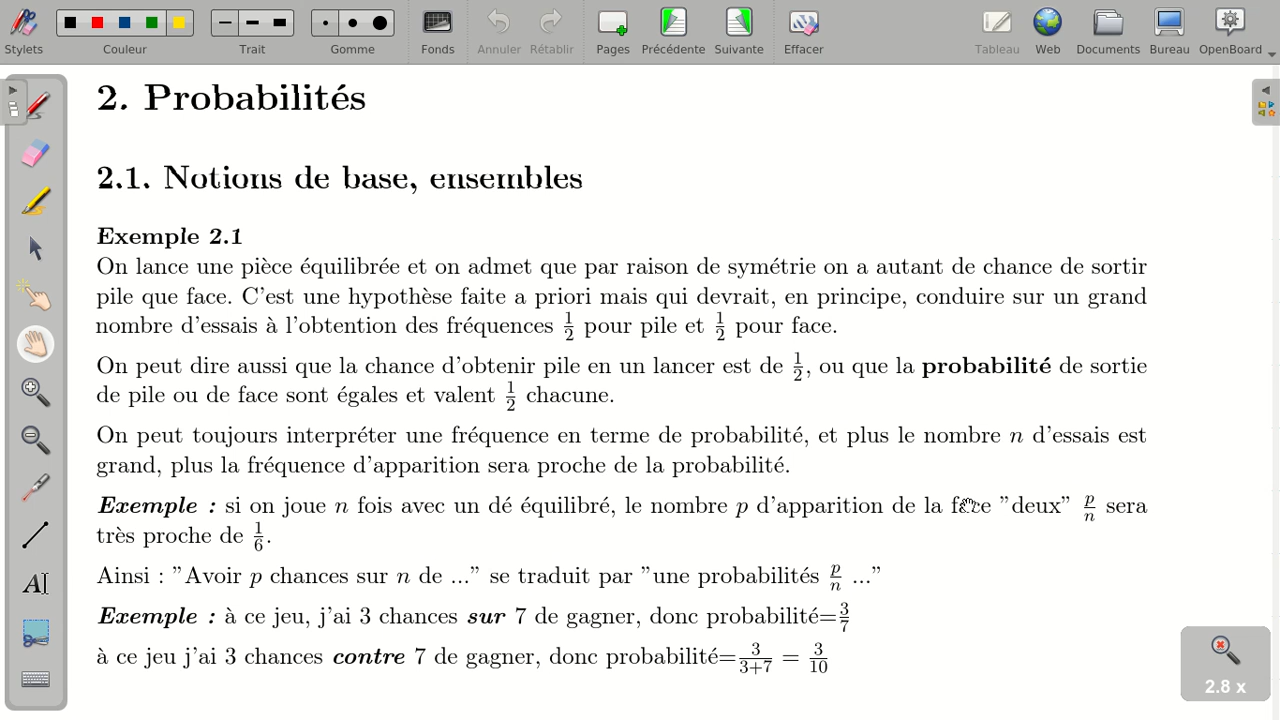 Stylets Couleur Trait Gomme Fonds Annuler Rétablir Pages Précédente Suivante Effacer Tableau Web Documents Bureau OpenBoard
2. Probabilités
2.1. Notions de base, ensembles
Exemple 2.1
On lance une pièce équilibrée et on admet que par raison de symétrie on a autant de chance de sortir
pile que face. C'est une hypothèse faite a priori mais qui devrait, en principe, conduire sur un grand
nombre d'essais à l'obtention des fréquences 1/2 pour pile et 1/2 pour face.
On peut dire aussi que la chance d'obtenir pile en un lancer est de 1/2, ou que la probabilité de sortie
de pile ou de face sont égales et valent 1/2 chacune.
On peut toujours interpréter une fréquence en terme de probabilité, et plus le nombre n d'essais est
grand, plus la fréquence d'apparition sera proche de la probabilité.
Exemple : si on joue n fois avec un dé équilibré, le nombre p d'apparition de la face "deux" p/n sera
très proche de 1/6.
Ainsi : "Avoir p chances sur n de ..." se traduit par "une probabilités p/n ..."
Exemple : à ce jeu, j'ai 3 chances sur 7 de gagner, donc probabilité=3/7
à ce jeu j'ai 3 chances contre 7 de gagner, donc probabilité=3/(3+7) = 3/10
AI
2.8 x